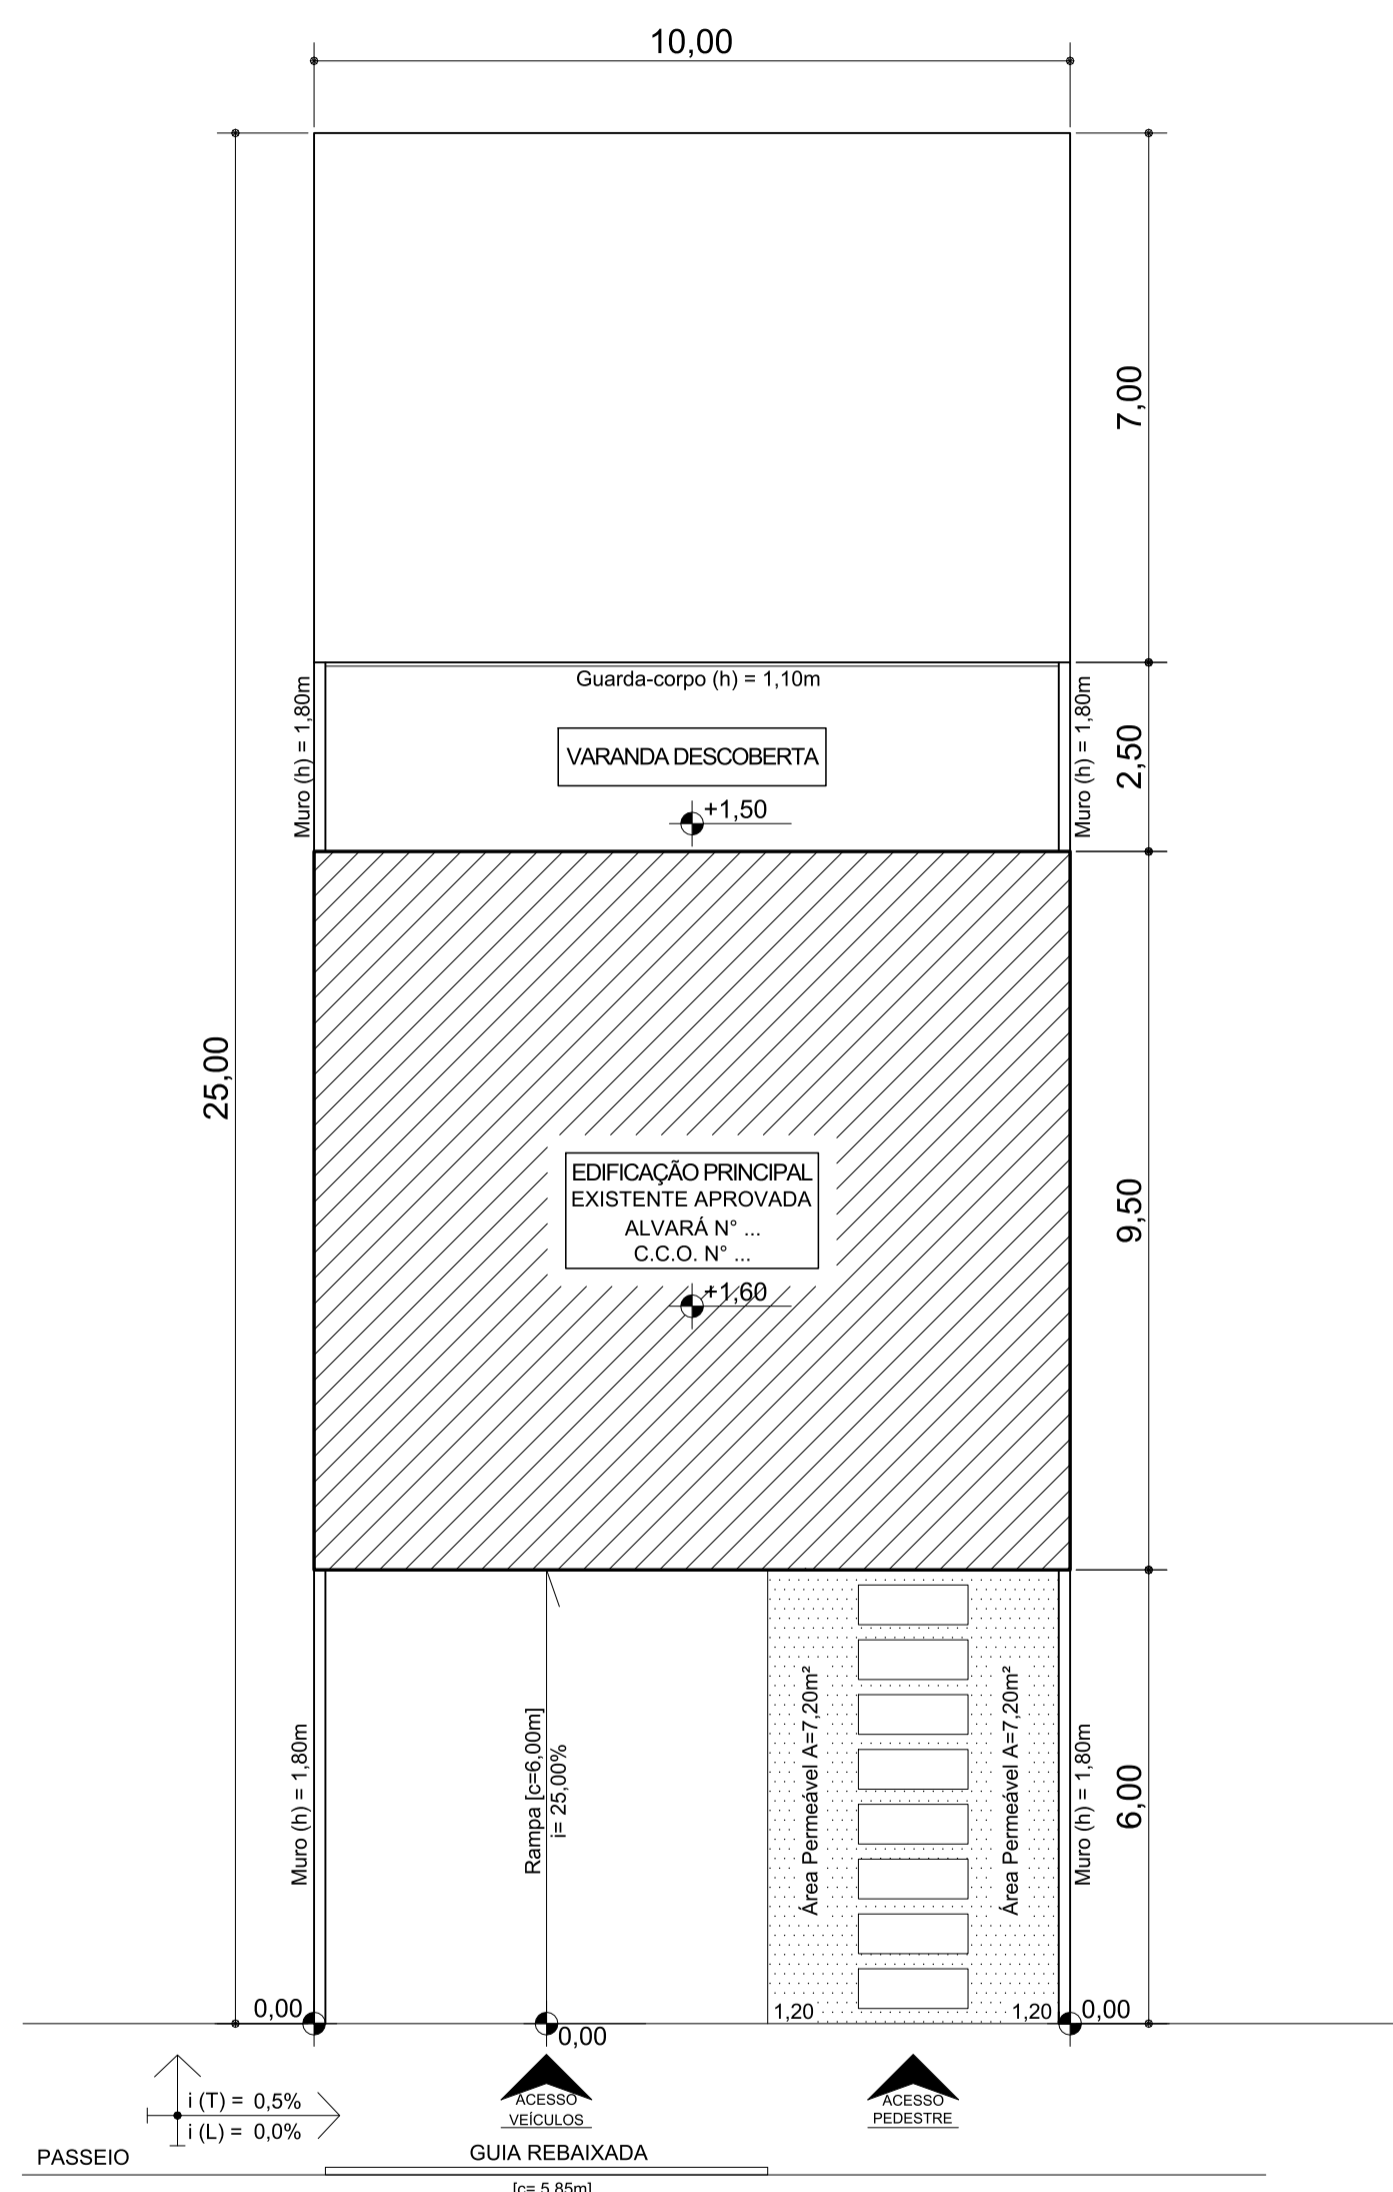 10,00
7,00
Guarda-corpo (h) = 1,10m
Muro (h) = 1,80m
VARANDA DESCOBERTA
+1,50
Muro (h) = 1,80m
2,50
25,00
EDIFICAÇÃO PRINCIPAL
EXISTENTE APROVADA
ALVARÁ N° ...
C.C.O. N° ...
+1,60
9,50
Muro (h) = 1,80m
Rampa [c=6,00m]
i= 25,00%
Área Permeável A=7,20m²
Área Permeável A=7,20m²
Muro (h) = 1,80m
6,00
0,00
0,00
1,20
1,20
0,00
i (T) = 0,5%
i (L) = 0,0%
ACESSO
VEÍCULOS
ACESSO
PEDESTRE
PASSEIO
GUIA REBAIXADA
[c= 5,85m]